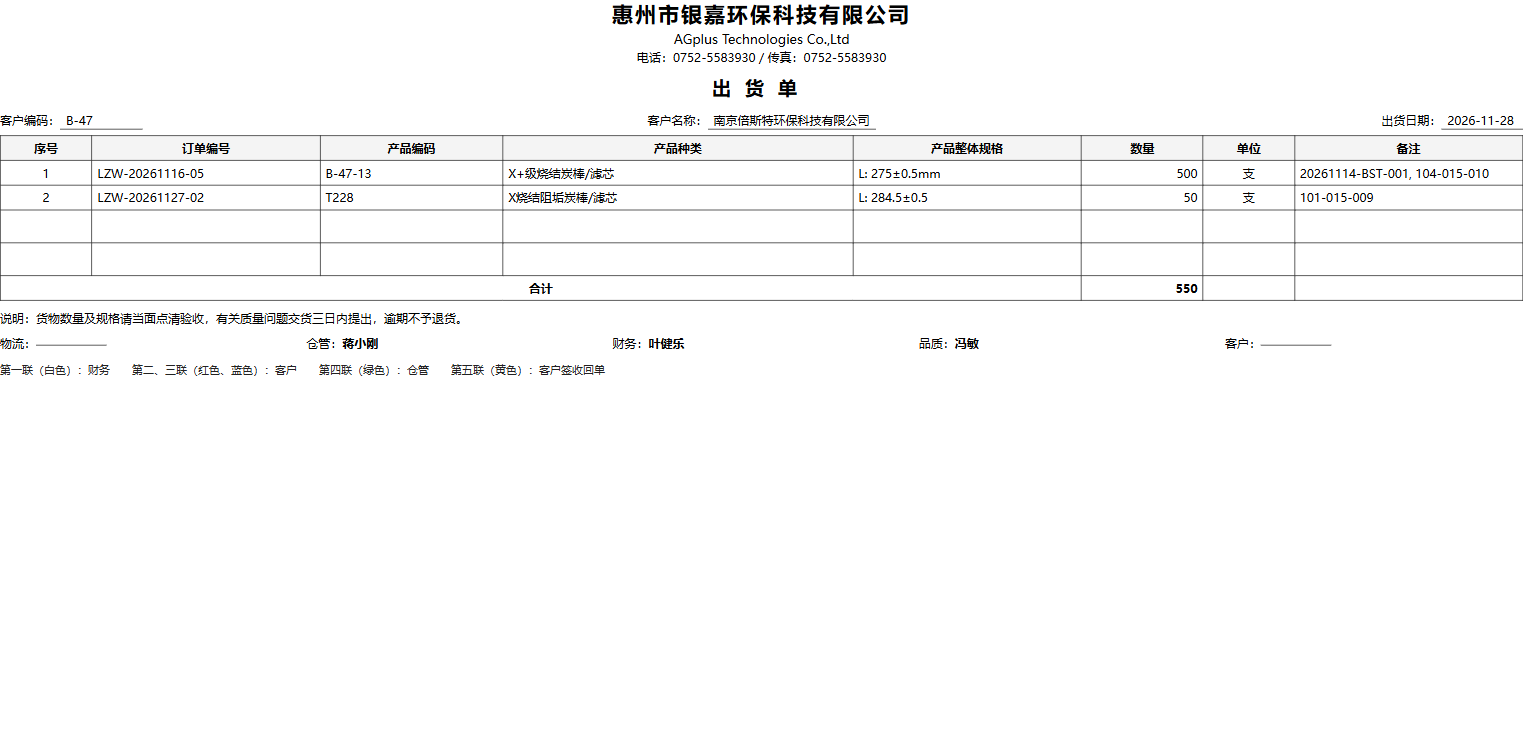 惠州市银嘉环保科技有限公司
AGplus Technologies Co.,Ltd
电话：0752-5583930 / 传真：0752-5583930
出 货 单
客户编码： B-47 客户名称： 南京倍斯特环保科技有限公司 出货日期： 2026-11-28
序号 订单编号 产品编码 产品种类 产品整体规格 数量 单位 备注
1 LZW-20261116-05 B-47-13 X+级烧结炭棒/滤芯 L: 275±0.5mm 500 支 20261114-BST-001, 104-015-010
2 LZW-20261127-02 T228 X烧结阻垢炭棒/滤芯 L: 284.5±0.5 50 支 101-015-009
合计 550
说明：货物数量及规格请当面点清验收，有关质量问题交货三日内提出，逾期不予退货。
物流： 仓管：蒋小刚 财务：叶健乐 品质：冯敏 客户：
第一联（白色）：财务 第二、三联（红色、蓝色）：客户 第四联（绿色）：仓管 第五联（黄色）：客户签收回单